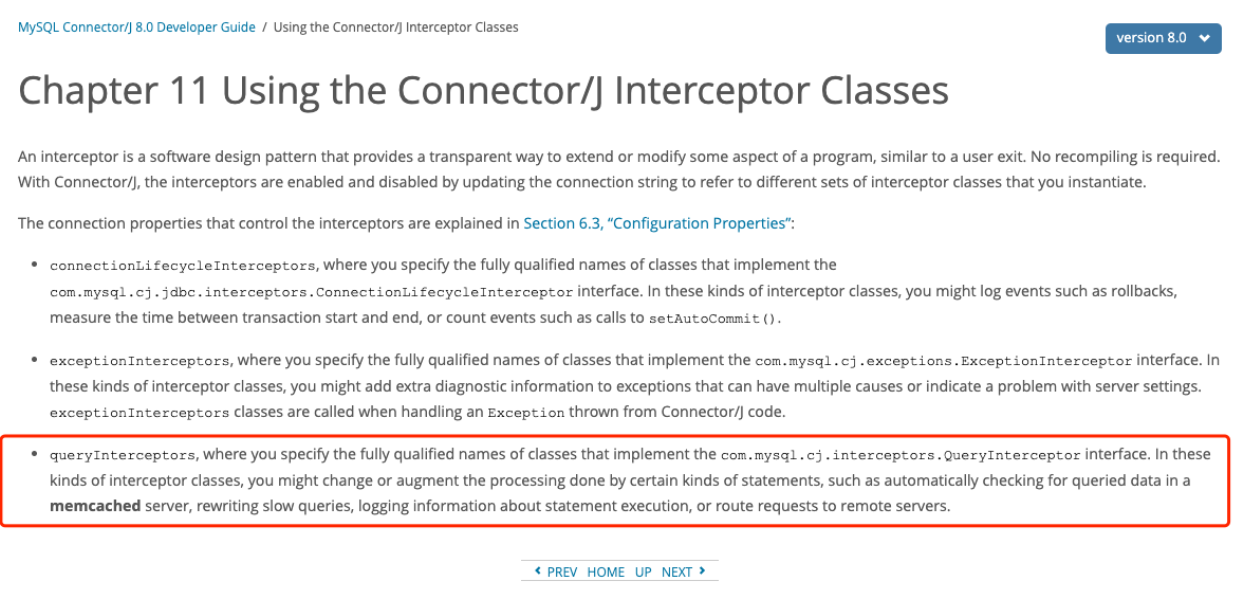 MySQL Connector/J 8.0 Developer Guide / Using the Connector/J Interceptor Classes
version 8.0
Chapter 11 Using the Connector/J Interceptor Classes
An interceptor is a software design pattern that provides a transparent way to extend or modify some aspect of a program, similar to a user exit. No recompiling is required.
With Connector/J, the interceptors are enabled and disabled by updating the connection string to refer to different sets of interceptor classes that you instantiate.
The connection properties that control the interceptors are explained in Section 6.3, “Configuration Properties”:
• connectionLifecycleInterceptors, where you specify the fully qualified names of classes that implement the
com.mysql.cj.jdbc.interceptors.ConnectionLifecycleInterceptor interface. In these kinds of interceptor classes, you might log events such as rollbacks,
measure the time between transaction start and end, or count events such as calls to setAutoCommit().
• exceptionInterceptors, where you specify the fully qualified names of classes that implement the com.mysql.cj.exceptions.ExceptionInterceptor interface. In
these kinds of interceptor classes, you might add extra diagnostic information to exceptions that can have multiple causes or indicate a problem with server settings.
exceptionInterceptors classes are called when handling an Exception thrown from Connector/J code.
• queryInterceptors, where you specify the fully qualified names of classes that implement the com.mysql.cj.interceptors.QueryInterceptor interface. In these
kinds of interceptor classes, you might change or augment the processing done by certain kinds of statements, such as automatically checking for queried data in a
memcached server, rewriting slow queries, logging information about statement execution, or route requests to remote servers.
PREV HOME UP NEXT